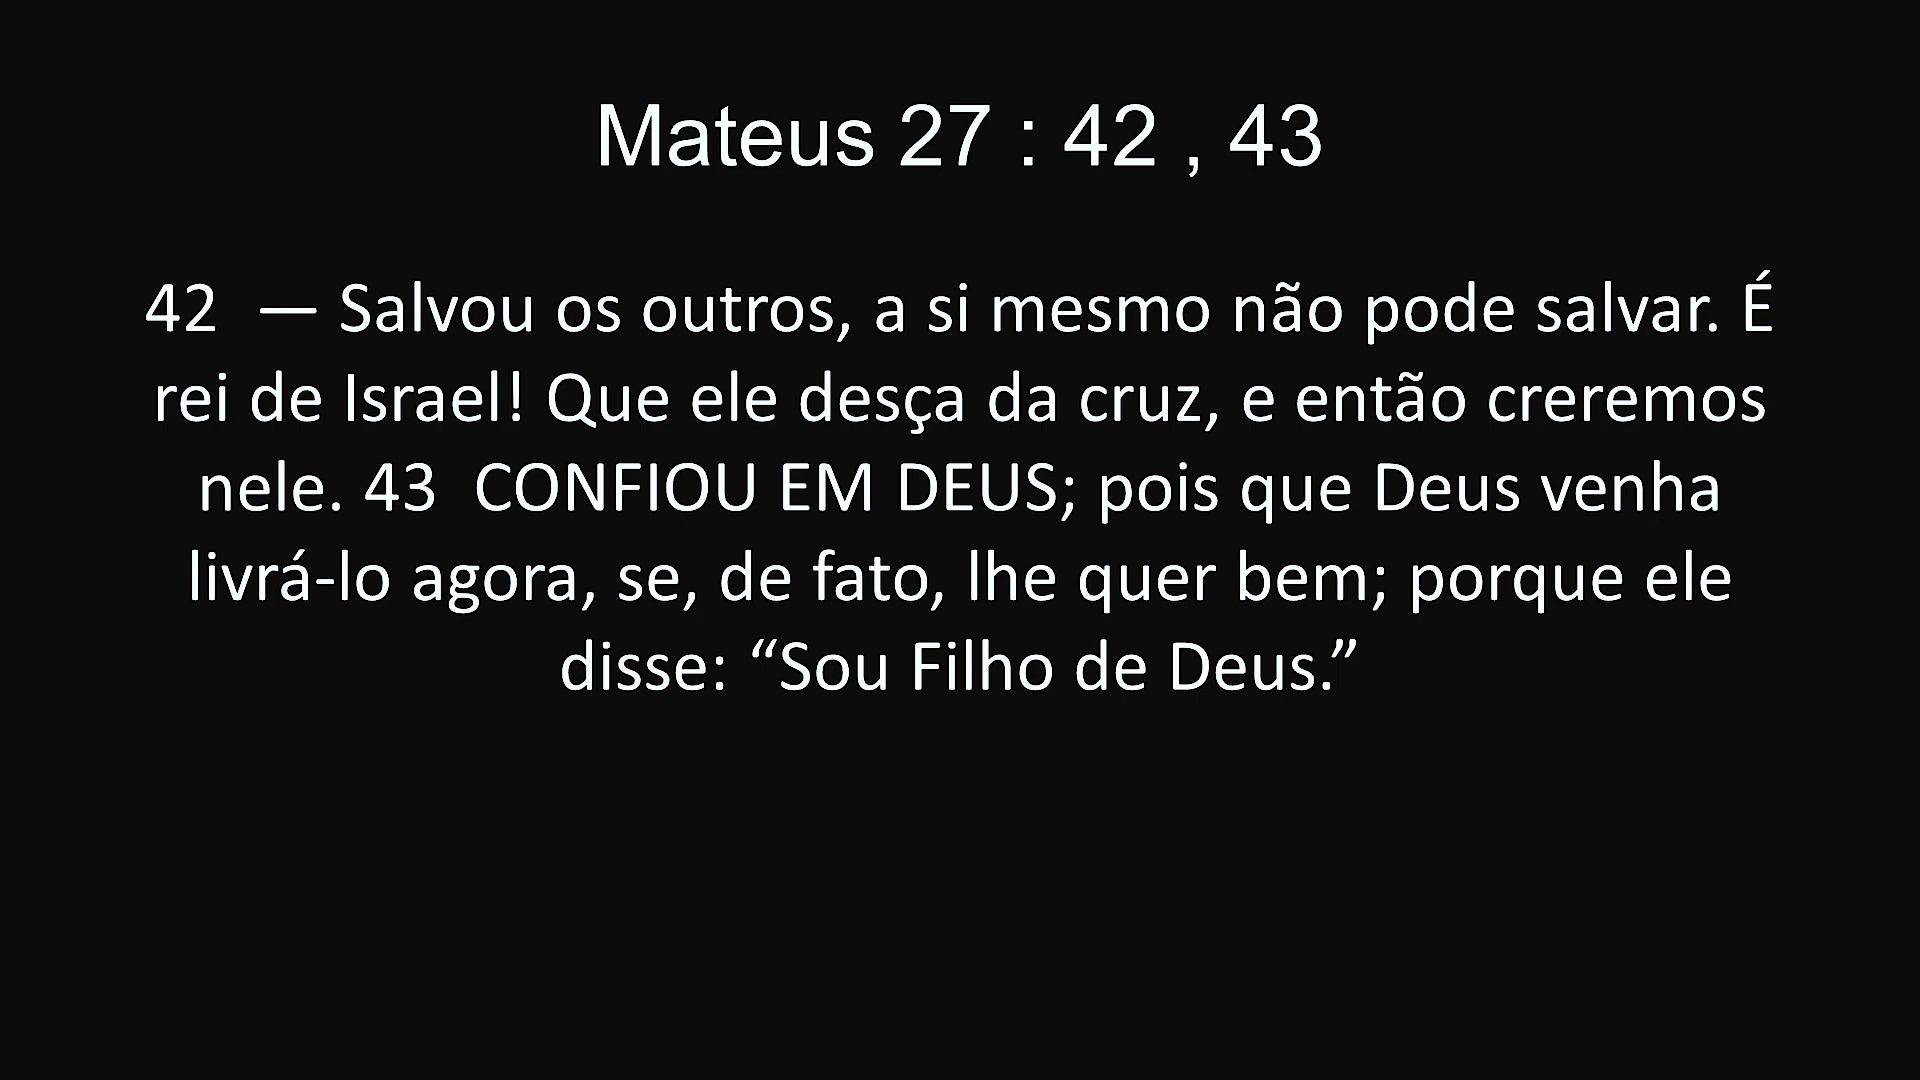 Mateus 27 : 42 , 43
42  — Salvou os outros, a si mesmo não pode salvar. É
rei de Israel! Que ele desça da cruz, e então creremos
nele. 43  CONFIOU EM DEUS; pois que Deus venha
livrá-lo agora, se, de fato, lhe quer bem; porque ele
disse: “Sou Filho de Deus.”